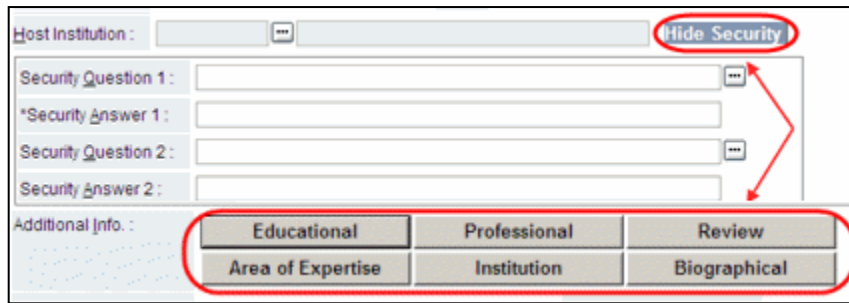 Host Institution : ... Hide Security
Security Question 1 : ...
*Security Answer 1 :
Security Question 2 : ...
Security Answer 2 :
Additional Info. : Educational Professional Review
Area of Expertise Institution Biographical